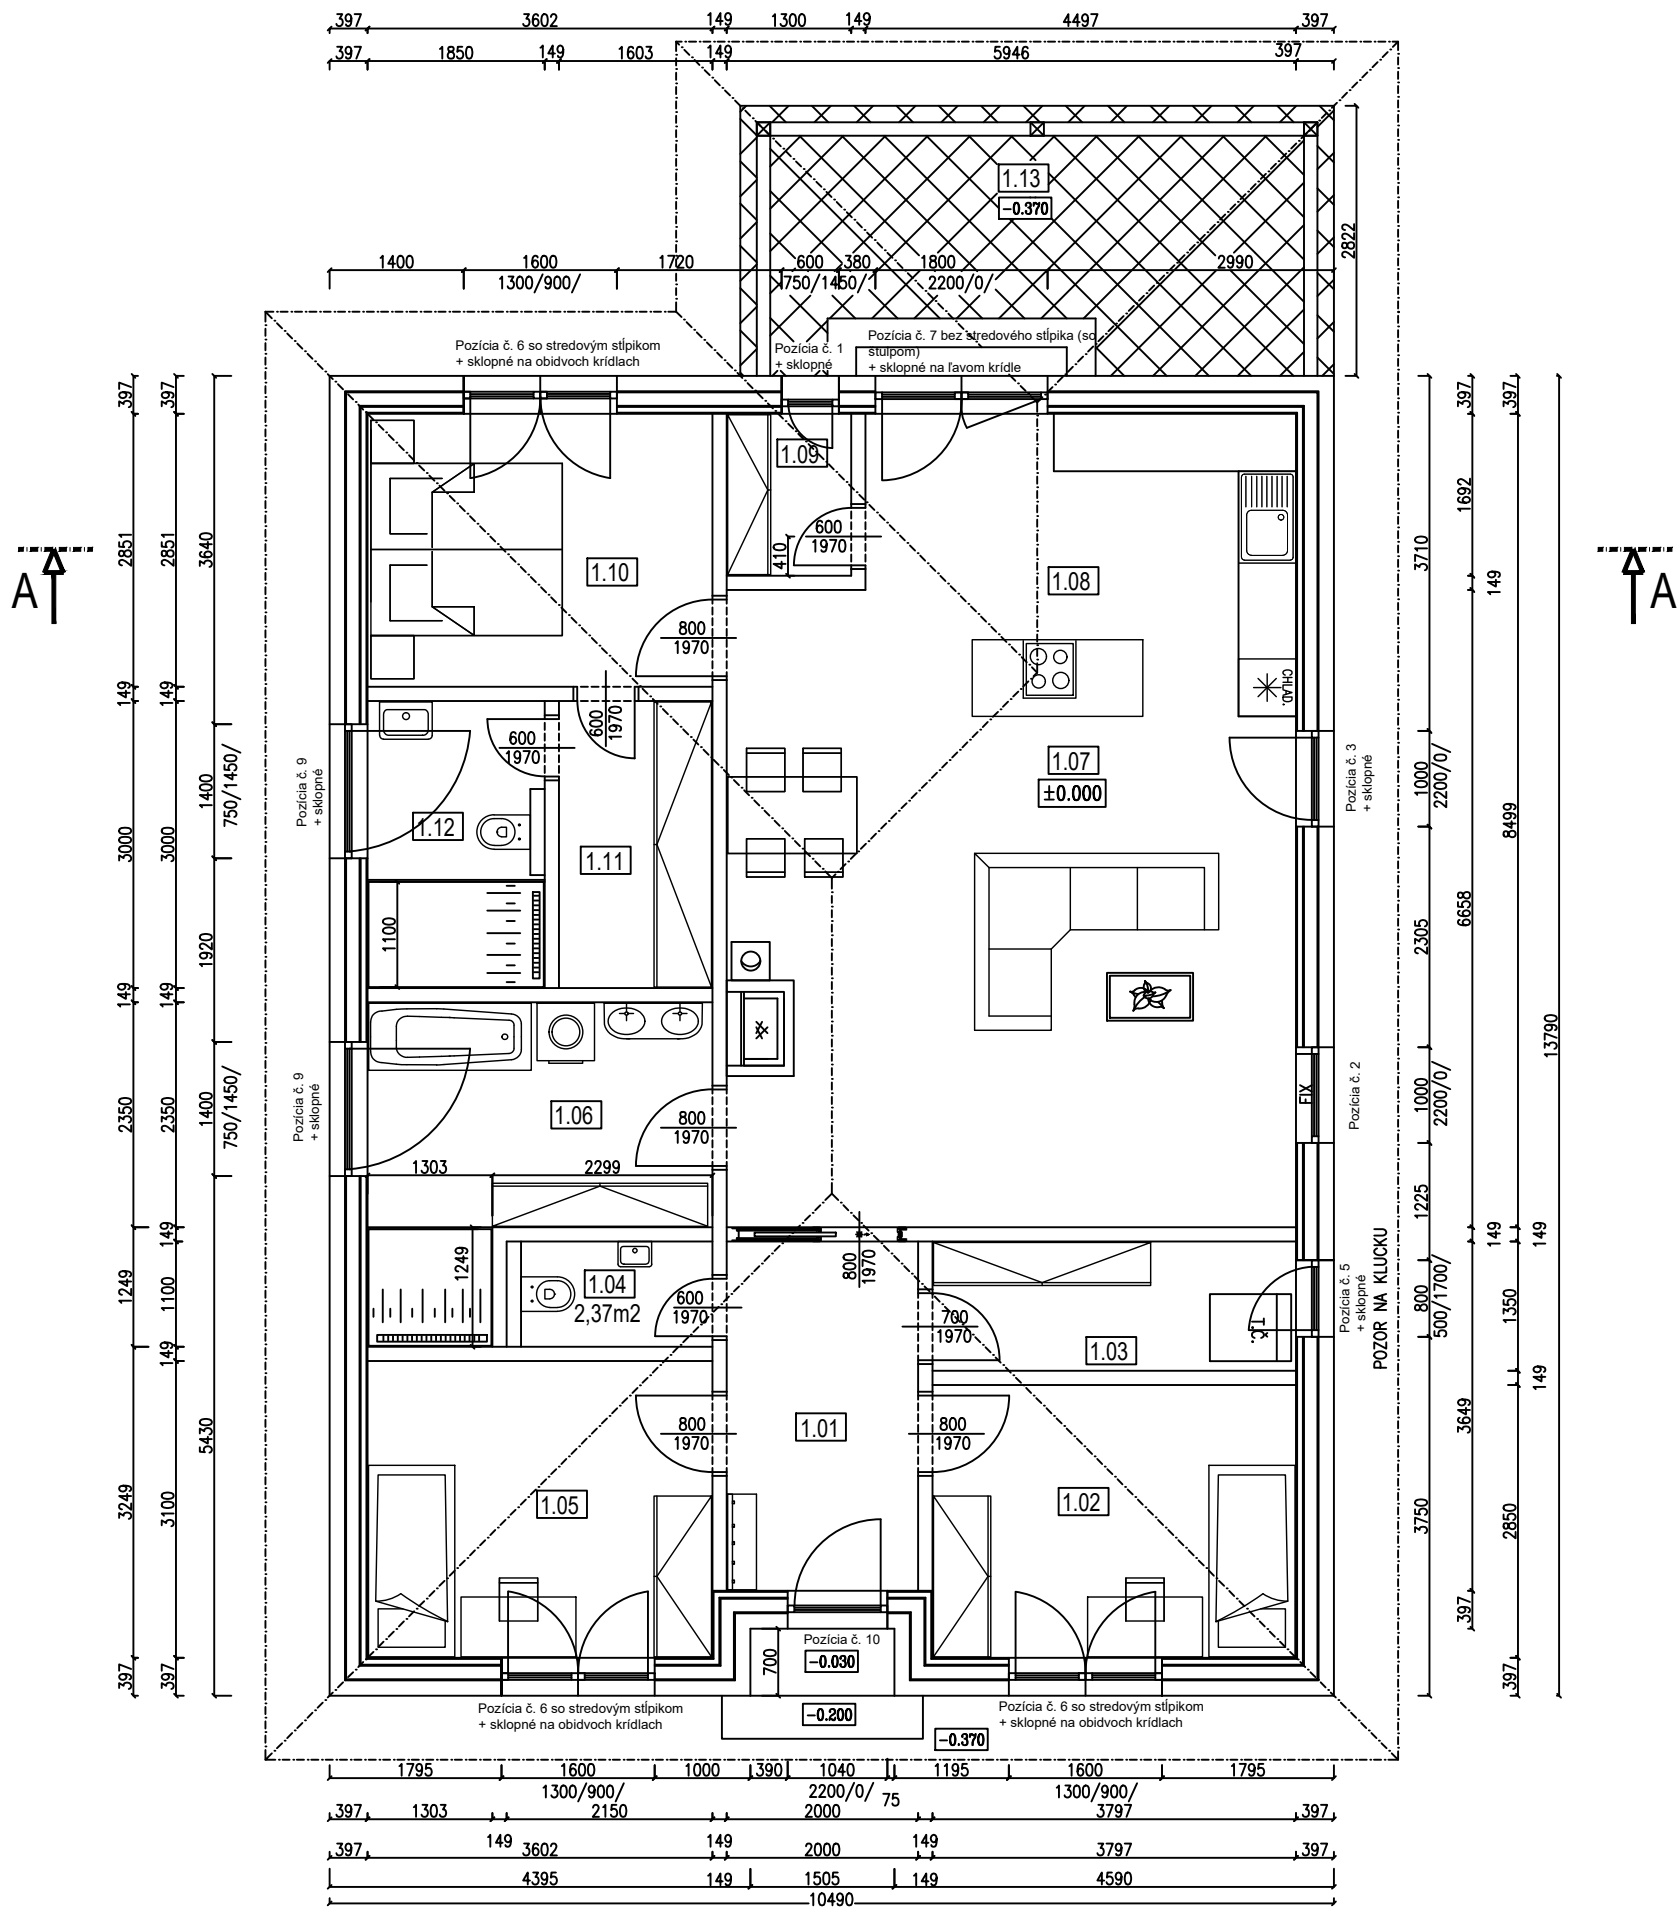 397 3602 149 1300 149 4497 397
397 1850 149 1603 149 5946 397
1.13
-0.370
2822
1400 1600 1720 600 380 1800 2990
1300/900/ 750/1450/ 2200/0/
Pozícia č. 6 so stredovým stĺpikom
+ sklopné na obidvoch krídlach
Pozícia č. 1
+ sklopné
Pozícia č. 7 bez stredového stĺpika (so
štulpom)
+ sklopné na ľavom krídle
397 397 3640 397 397
1.09
2851 2851 1692
600
1970
410
3710
149
A
A
1.10
1.08
800
1970
CHLAD.
149 149
600
1970
600
1970
1.07
±0.000
Pozícia č. 9
+ sklopné
1400
750/1450/
Pozícia č. 3
+ sklopné
1000
2200/0/
3000 3000
1.12
1.11
8499
1100
1920
2305
6658
149 149
13790
Pozícia č. 9
+ sklopné
1400
750/1450/
2350 2350
1.06
800
1970
FIX
Pozícia č. 2
1000
2200/0/
1303 2299
1225
149
149 149
1249
1249 1100
1.04
2,37m2
600
1970
800
1970
700
1970
1.03
T.Č.
Pozícia č. 5
+ sklopné
POZOR NA KLUCKU
800
500/1700/
1350
149
149
5430
800
1970
1.01
800
1970
3649
3249 3100
1.05
1.02
3750
2850
397
Pozícia č. 10
-0.030
700
397 397
397
Pozícia č. 6 so stredovým stĺpikom
+ sklopné na obidvoch krídlach
-0.200
Pozícia č. 6 so stredovým stĺpikom
+ sklopné na obidvoch krídlach
-0.370
1795 1600 1000 390 1040 1195 1600 1795
1300/900/ 2200/0/ 75 1300/900/
397 1303 2150 2000 3797 397
149 149 149
397 3602 2000 3797 397
4395 149 1505 149 4590
10490